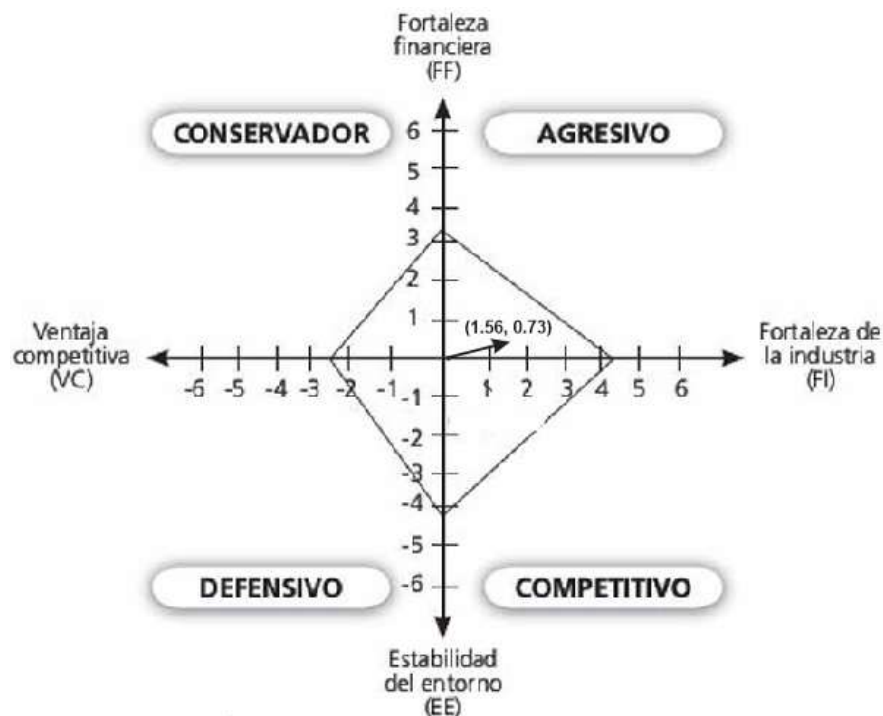 Fortaleza
financiera
(FF)
CONSERVADOR
AGRESIVO
6
5
4
3
2
1
(1.56, 0.73)
Ventaja
competitiva
(VC)
Fortaleza de
la industria
(FI)
-6 -5 -4 -3 -2 -1 1 2 3 4 5 6
-1
-2
-3
-4
-5
-6
DEFENSIVO
COMPETITIVO
Estabilidad
del entorno
(EE)